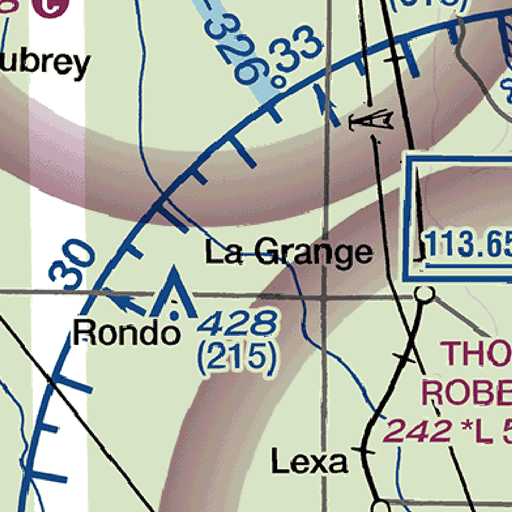 C
ubrey
326°
33
30
La Grange
113.65
Rondo
428
(215)
THO
ROBE
242 *L 5
Lexa